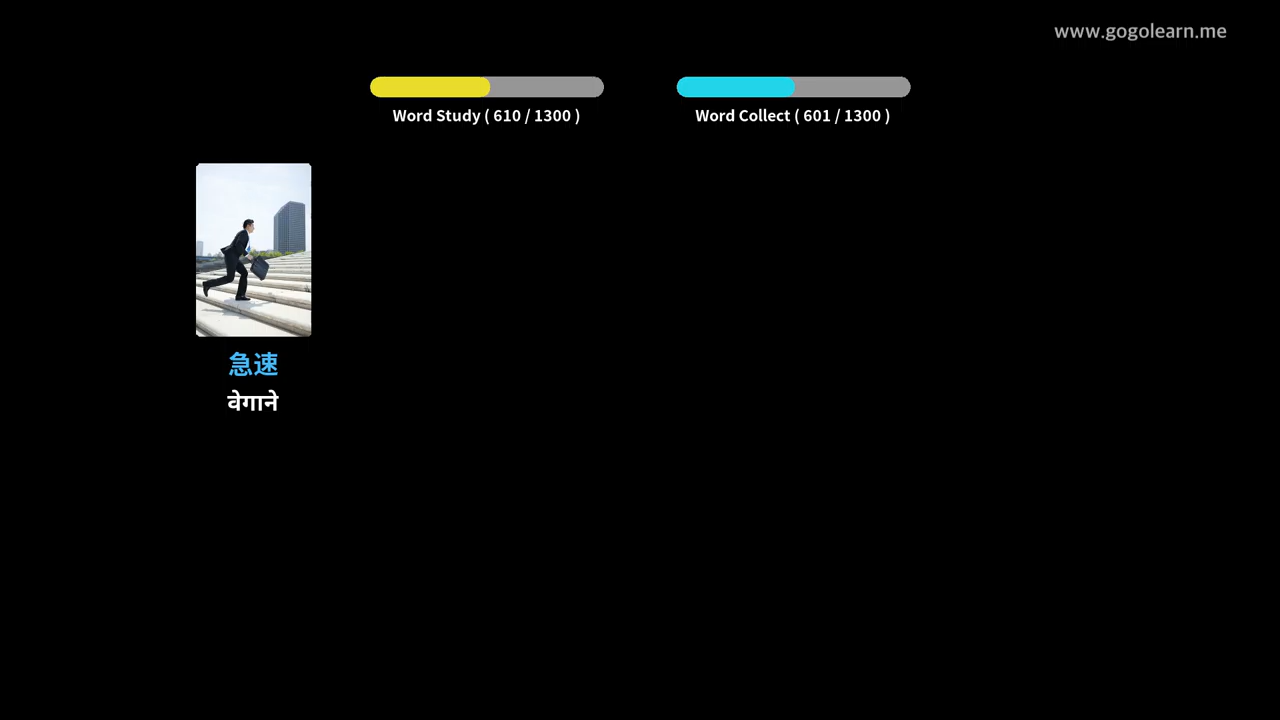 www.gogolearn.me
Word Study ( 610 / 1300 )
Word Collect ( 601 / 1300 )
急速
वेगाने